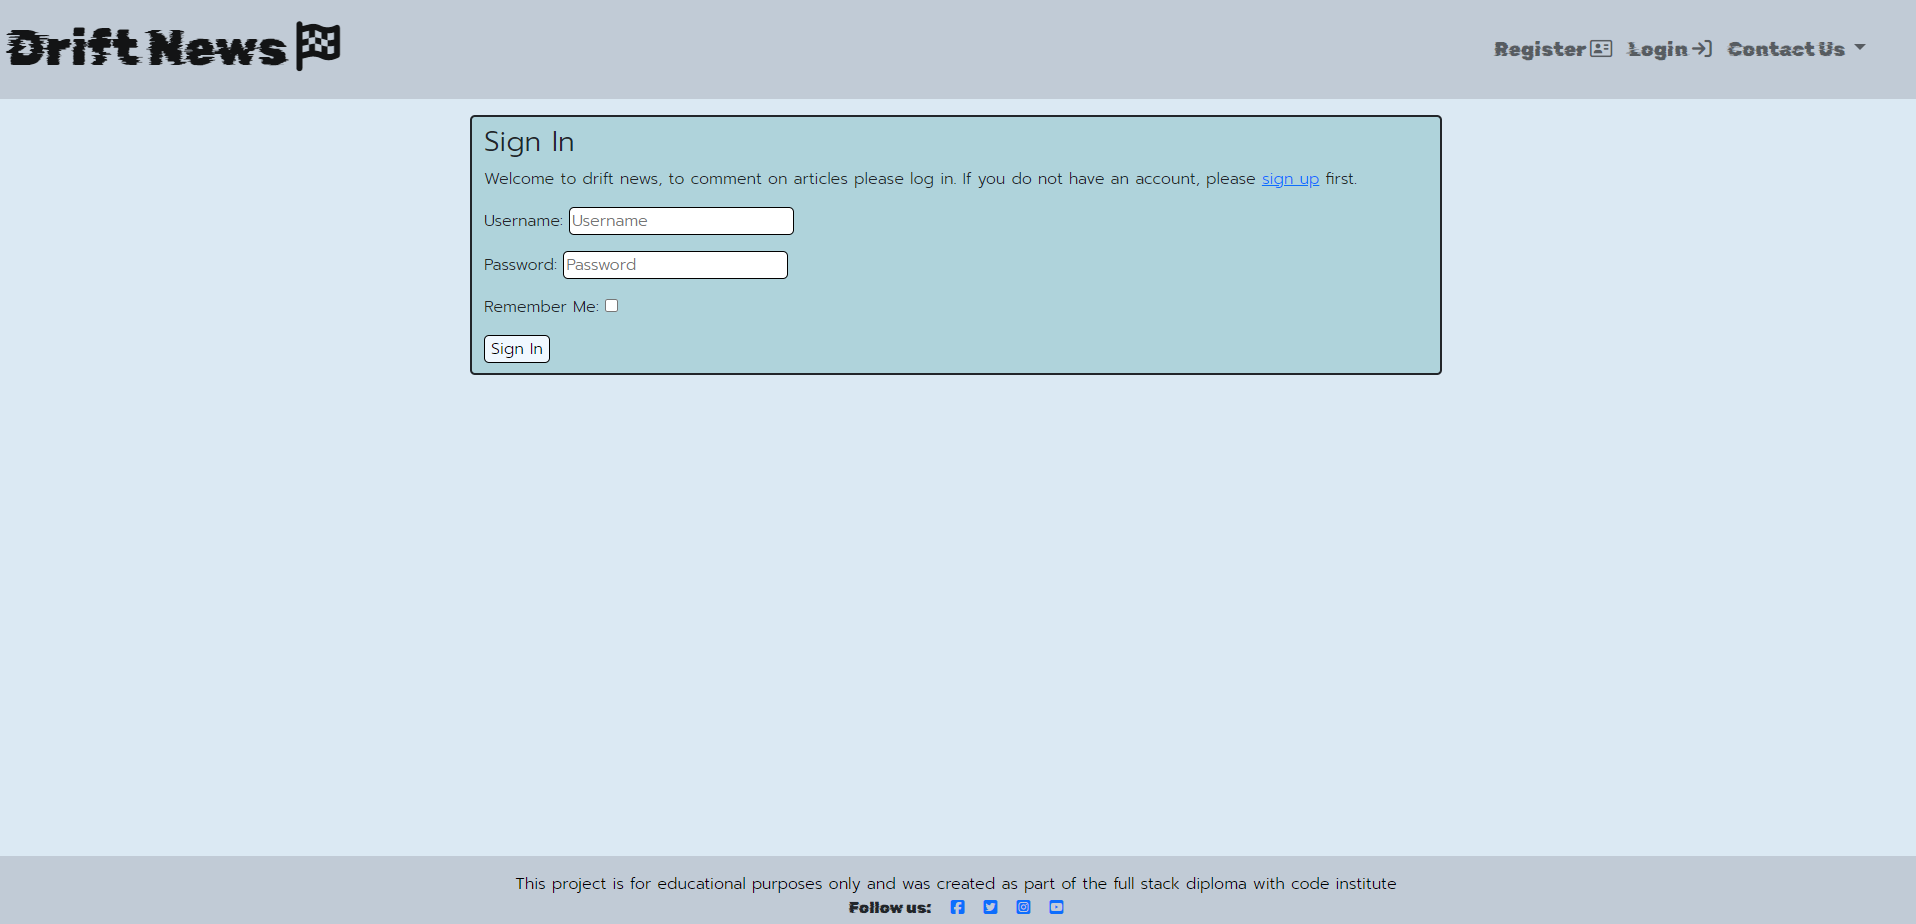 Drift News
Register Login Contact Us
Sign In
Welcome to drift news, to comment on articles please log in. If you do not have an account, please sign up first.
Username: Username
Password: Password
Remember Me:
Sign In
This project is for educational purposes only and was created as part of the full stack diploma with code institute
Follow us: